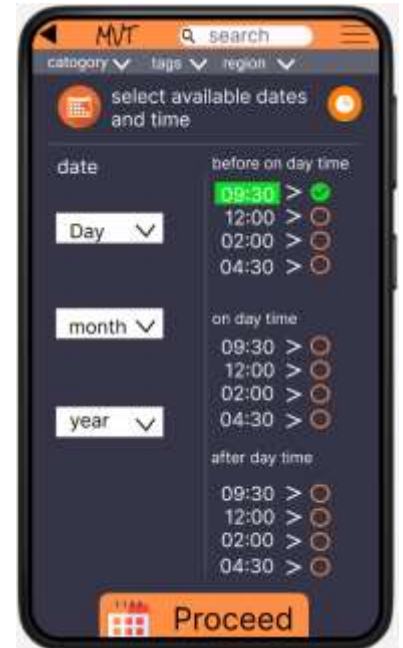 MVT search
catogory tags region
select available dates
and time
date
Day
month
year
before on day time
09:30 >
12:00 >
02:00 >
04:30 >
on day time
09:30 >
12:00 >
02:00 >
04:30 >
after day time
09:30 >
12:00 >
02:00 >
04:30 >
Proceed